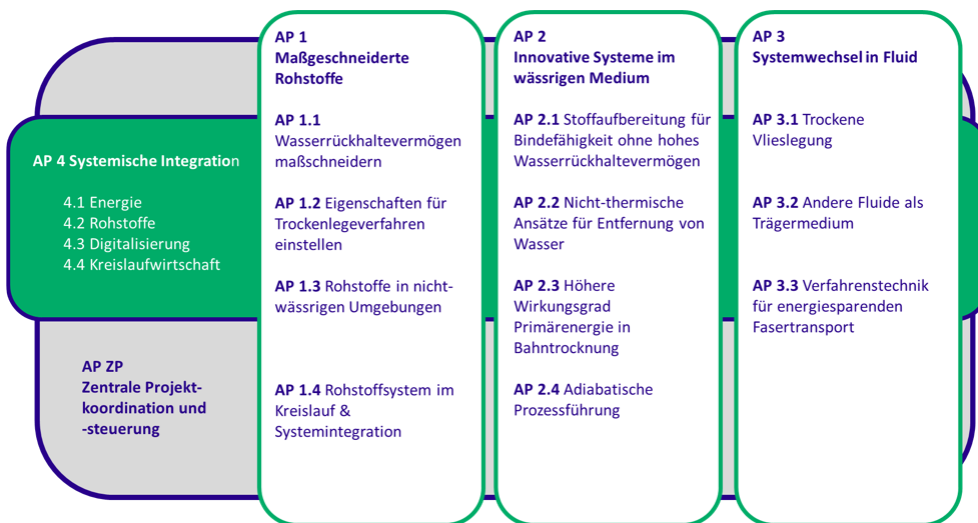 AP 4 Systemische Integration
4.1 Energie
4.2 Rohstoffe
4.3 Digitalisierung
4.4 Kreislaufwirtschaft
AP ZP
Zentrale Projekt-
koordination und
-steuerung
AP 1
Maßgeschneiderte
Rohstoffe
AP 1.1
Wasserrückhaltevermögen
maßschneidern
AP 1.2 Eigenschaften für
Trockenlegeverfahren
einstellen
AP 1.3 Rohstoffe in nicht-
wässrigen Umgebungen
AP 1.4 Rohstoffsystem im
Kreislauf &
Systemintegration
AP 2
Innovative Systeme im
wässrigen Medium
AP 2.1 Stoffaufbereitung für
Bindefähigkeit ohne hohes
Wasserrückhaltevermögen
AP 2.2 Nicht-thermische
Ansätze für Entfernung von
Wasser
AP 2.3 Höhere
Wirkungsgrad
Primärenergie in
Bahntrocknung
AP 2.4 Adiabatische
Prozessführung
AP 3
Systemwechsel in Fluid
AP 3.1 Trockene
Vlieslegung
AP 3.2 Andere Fluide als
Trägermedium
AP 3.3 Verfahrenstechnik
für energiesparenden
Fasertransport